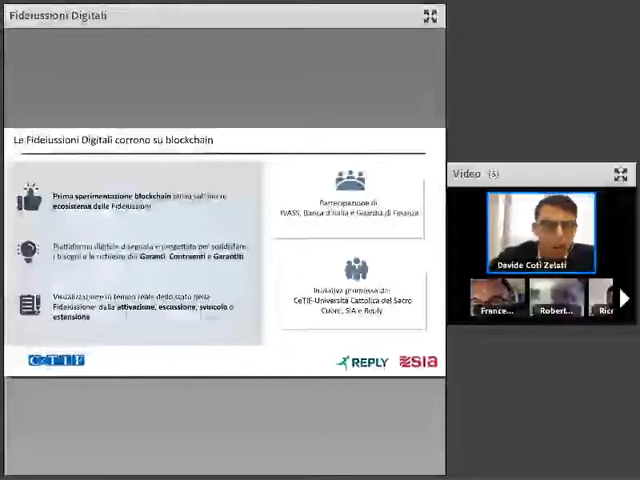 Fideiussioni Digitali
Le Fideiussioni Digitali corrono su blockchain
Prima sperimentazione blockchain attiva sull'intero
ecosistema delle Fideiussioni
Piattaforma digitale disegnata e progettata per soddisfare
i bisogni e le richieste dei Garanti, Contraenti e Garantiti
Visualizzazione in tempo reale dello stato della
Fideiussione: dalla attivazione, escussione, svincolo o
estensione
Partecipazione di
IVASS, Banca d'Italia e Guardia di Finanza
Iniziativa promossa da:
CeTIF-Università Cattolica del Sacro
Cuore, SIA e Reply
CETIF
REPLY
SIA
Video (5)
Davide Coti Zelati
France...
Robert...
Ricc